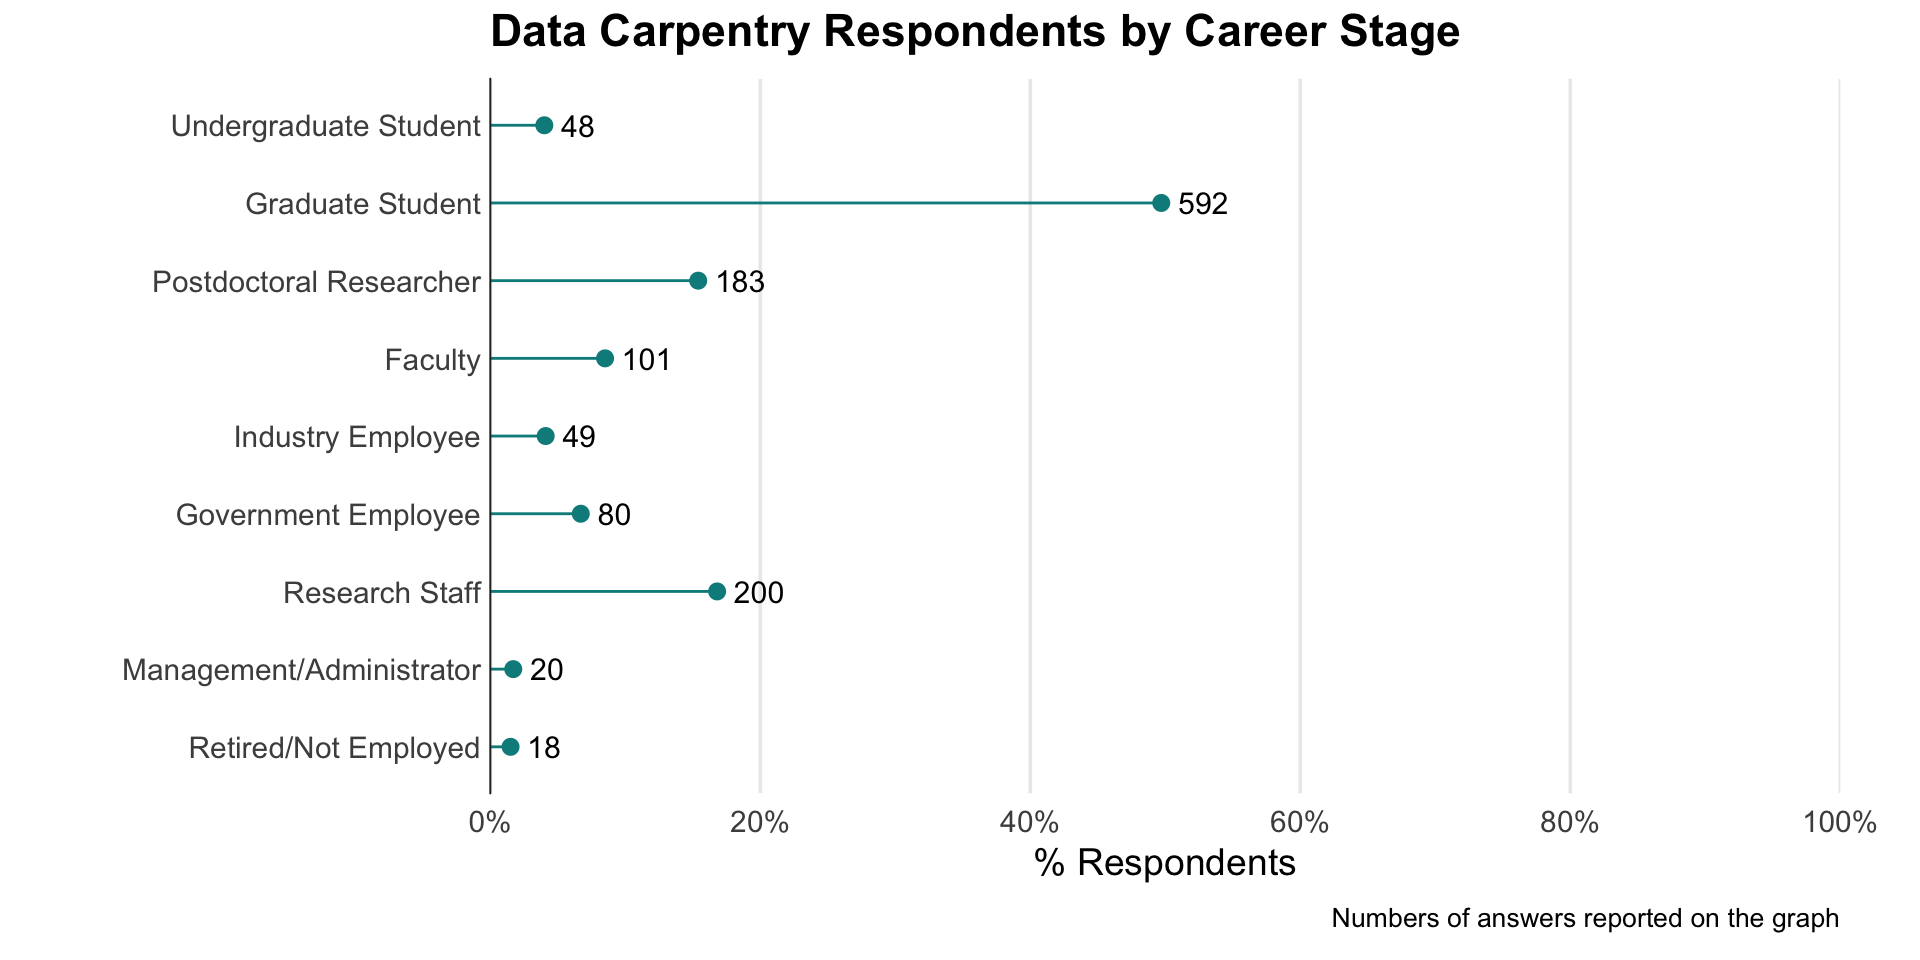 Data Carpentry Respondents by Career Stage
Undergraduate Student 48
Graduate Student 592
Postdoctoral Researcher 183
Faculty 101
Industry Employee 49
Government Employee 80
Research Staff 200
Management/Administrator 20
Retired/Not Employed 18
0% 20% 40% 60% 80% 100%
% Respondents
Numbers of answers reported on the graph